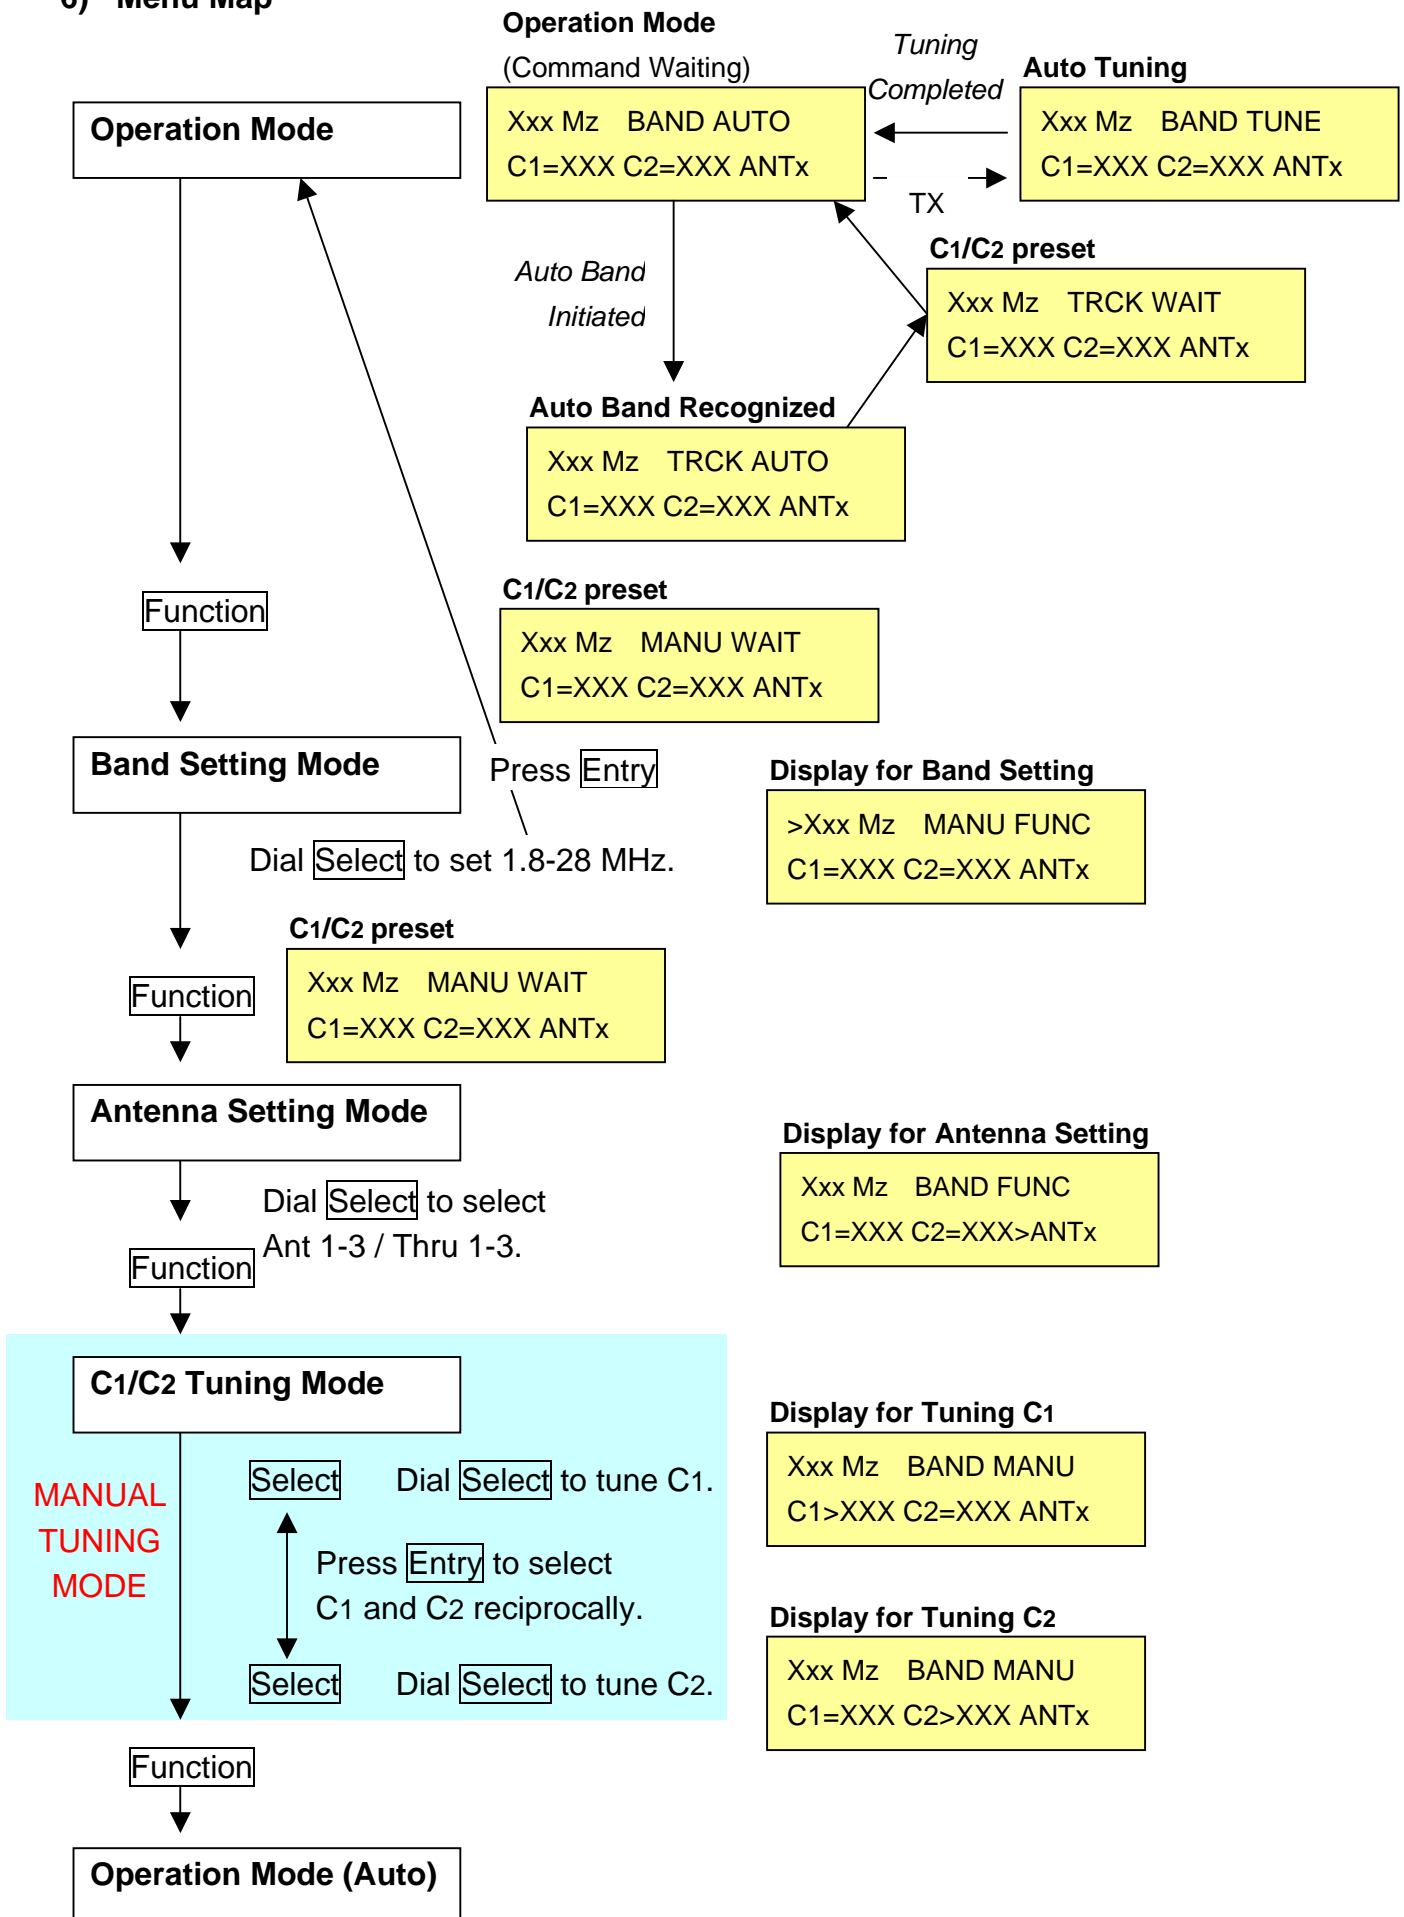 6) Menu Map
Operation Mode
(Command Waiting)
Tuning
Completed
Auto Tuning
Operation Mode
Xxx Mz BAND AUTO
C1=XXX C2=XXX ANTx
Xxx Mz BAND TUNE
C1=XXX C2=XXX ANTx
TX
Auto Band
Initiated
C1/C2 preset
Xxx Mz TRCK WAIT
C1=XXX C2=XXX ANTx
Auto Band Recognized
Xxx Mz TRCK AUTO
C1=XXX C2=XXX ANTx
Function
C1/C2 preset
Xxx Mz MANU WAIT
C1=XXX C2=XXX ANTx
Band Setting Mode
Press Entry
Display for Band Setting
>Xxx Mz MANU FUNC
C1=XXX C2=XXX ANTx
Dial Select to set 1.8-28 MHz.
C1/C2 preset
Xxx Mz MANU WAIT
C1=XXX C2=XXX ANTx
Function
Antenna Setting Mode
Display for Antenna Setting
Xxx Mz BAND FUNC
C1=XXX C2=XXX>ANTx
Dial Select to select
Ant 1-3 / Thru 1-3.
Function
C1/C2 Tuning Mode
MANUAL
TUNING
MODE
Select Dial Select to tune C1.
Press Entry to select
C1 and C2 reciprocally.
Select Dial Select to tune C2.
Display for Tuning C1
Xxx Mz BAND MANU
C1>XXX C2=XXX ANTx
Display for Tuning C2
Xxx Mz BAND MANU
C1=XXX C2>XXX ANTx
Function
Operation Mode (Auto)